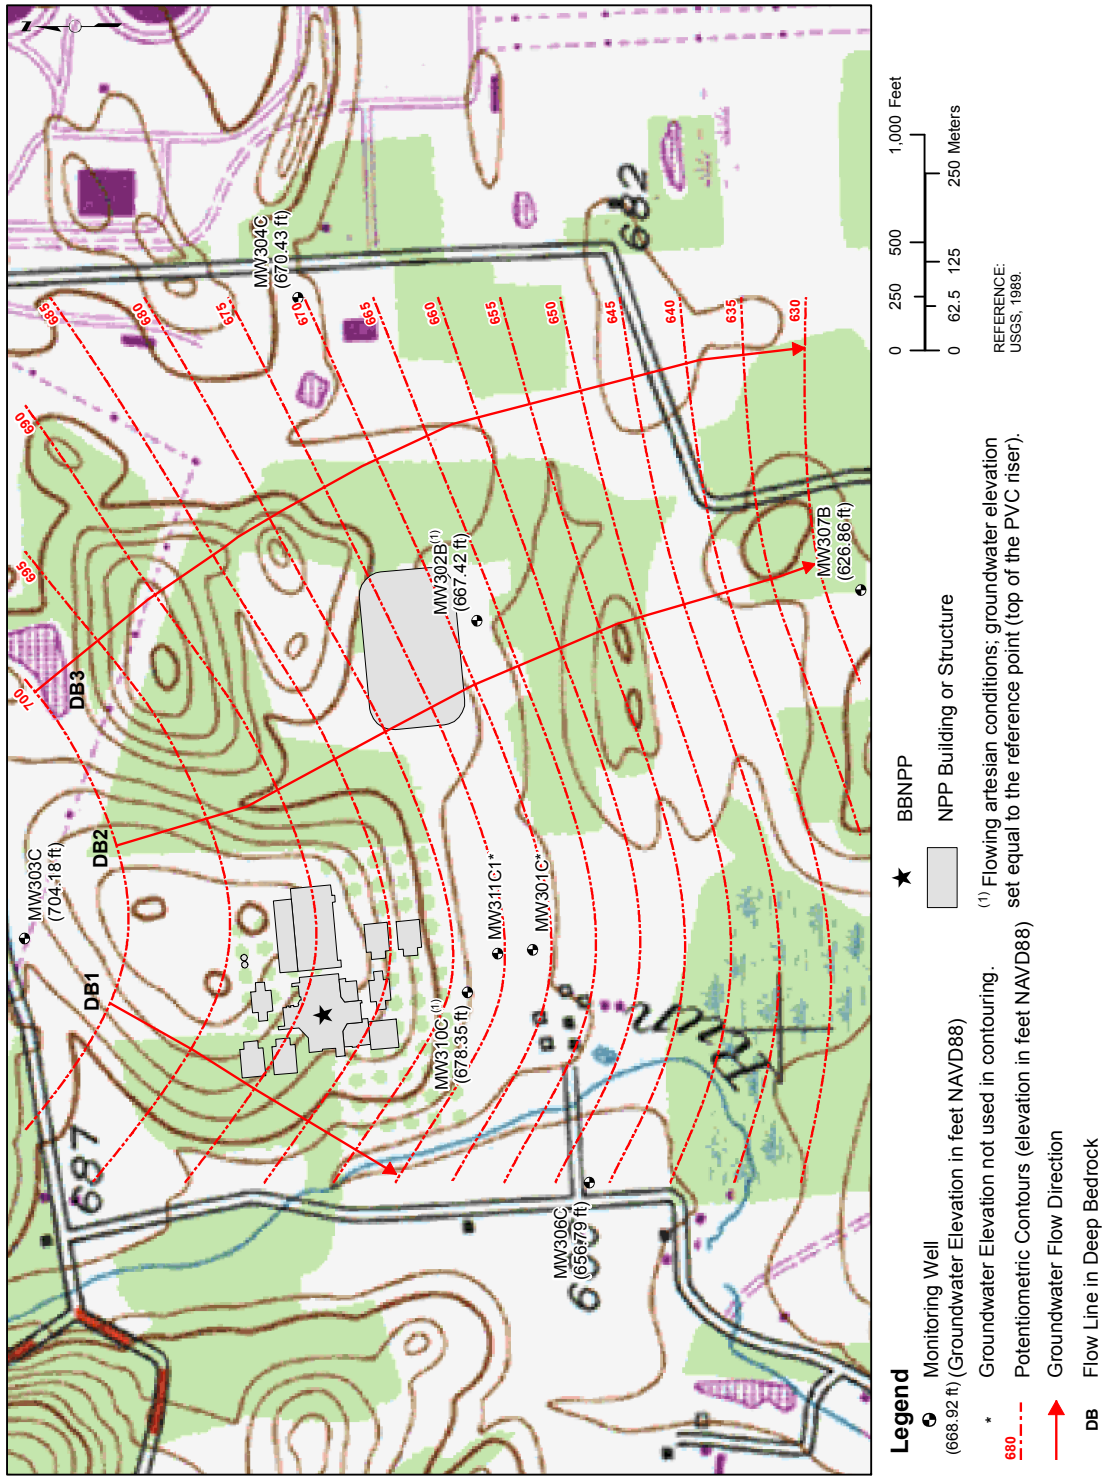 N
MW303C
(704.18 ft)
DB1
DB2
DB3
MW304C
(670.43 ft)
MW302B(1)
(667.42 ft)
MW310C(1)
(678.35 ft)
MW311C1*
MW301C*
MW306C
(656.79 ft)
MW307B
(626.86 ft)
700
695
690
685
680
675
670
665
660
655
650
645
640
635
630
687
682
Run
Legend
Monitoring Well
(668.92 ft) (Groundwater Elevation in feet NAVD88)
* Groundwater Elevation not used in contouring.
680 Potentiometric Contours (elevation in feet NAVD88)
Groundwater Flow Direction
DB Flow Line in Deep Bedrock
BBNPP
NPP Building or Structure
(1) Flowing artesian conditions, groundwater elevation
set equal to the reference point (top of the PVC riser).
0 250 500 1,000 Feet
0 62.5 125 250 Meters
REFERENCE:
USGS, 1989.